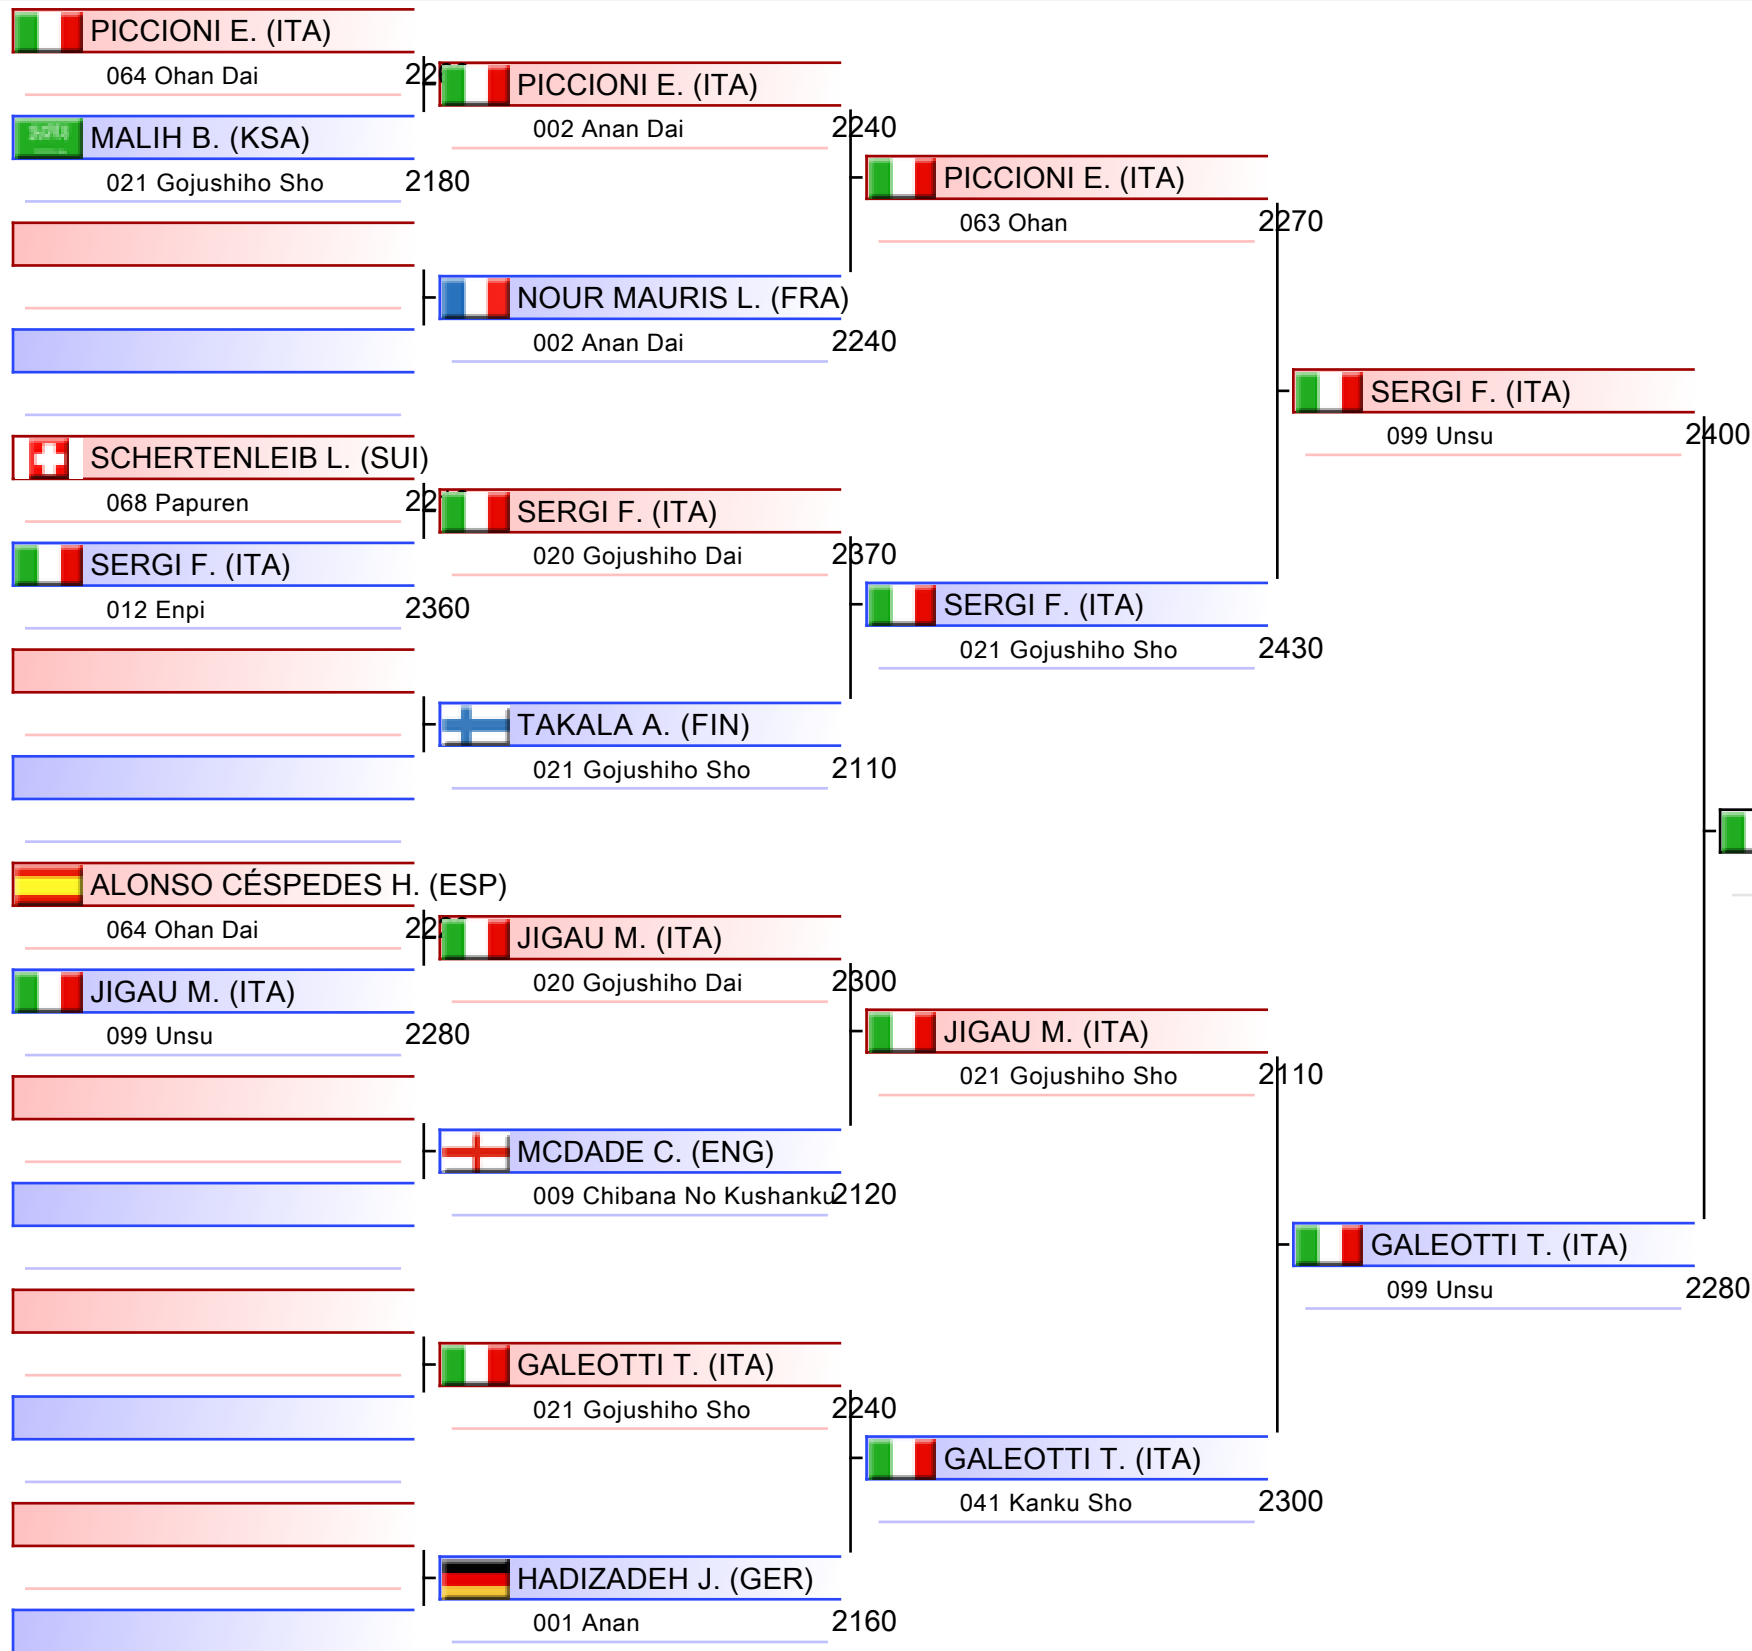 PICCIONI E. (ITA)
064 Ohan Dai
MALIH B. (KSA)
021 Gojushiho Sho 2180
SCHERTENLEIB L. (SUI)
068 Papuren
SERGI F. (ITA)
012 Enpi 2360
ALONSO CÉSPEDES H. (ESP)
064 Ohan Dai
JIGAU M. (ITA)
099 Unsu 2280
PICCIONI E. (ITA)
002 Anan Dai 2240
NOUR MAURIS L. (FRA)
002 Anan Dai 2240
SERGI F. (ITA)
020 Gojushiho Dai 2370
TAKALA A. (FIN)
021 Gojushiho Sho 2110
JIGAU M. (ITA)
020 Gojushiho Dai 2300
MCDADE C. (ENG)
009 Chibana No Kushanku 2120
GALEOTTI T. (ITA)
021 Gojushiho Sho 2240
HADIZADEH J. (GER)
001 Anan 2160
PICCIONI E. (ITA)
063 Ohan 2270
SERGI F. (ITA)
021 Gojushiho Sho 2430
JIGAU M. (ITA)
021 Gojushiho Sho 2110
GALEOTTI T. (ITA)
041 Kanku Sho 2300
SERGI F. (ITA)
099 Unsu 2400
GALEOTTI T. (ITA)
099 Unsu 2280